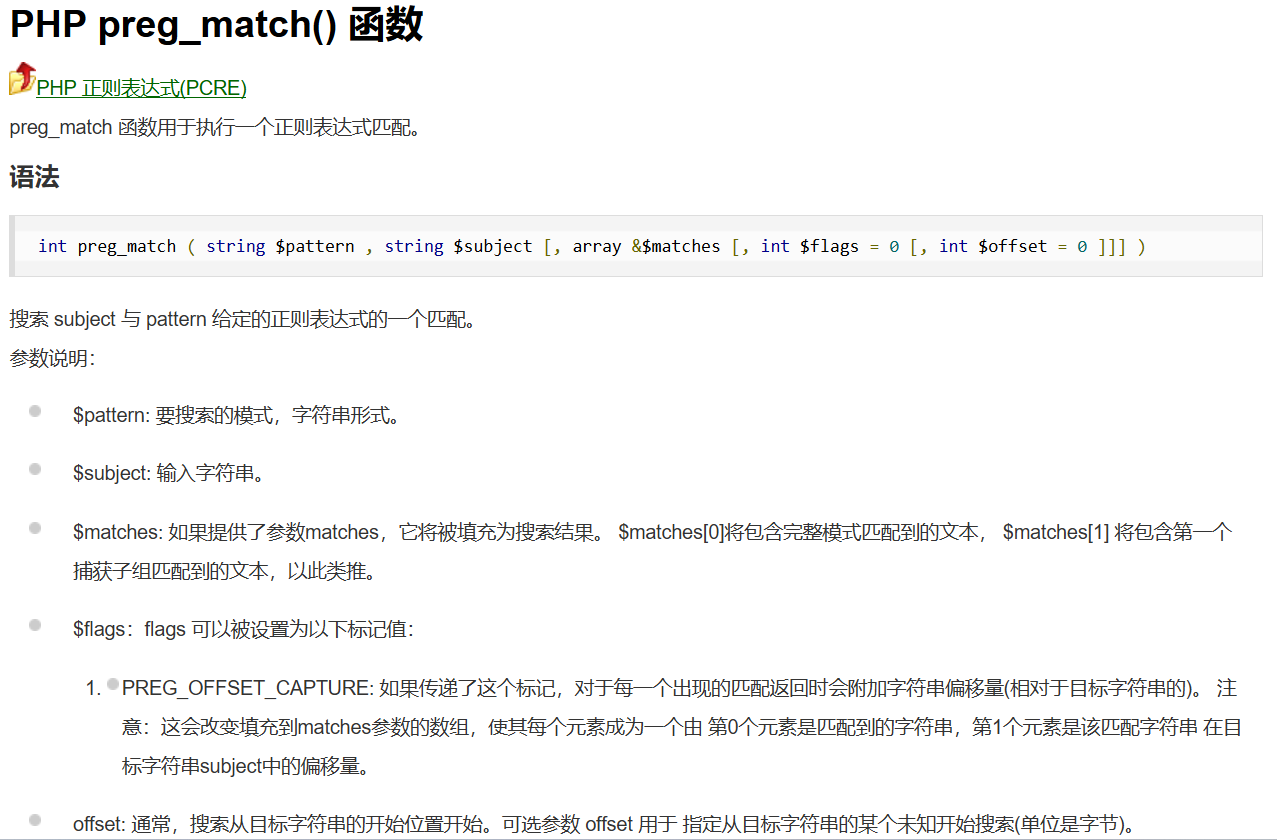 PHP preg_match() 函数
PHP 正则表达式(PCRE)
preg_match 函数用于执行一个正则表达式匹配。
语法
int preg_match ( string $pattern , string $subject [, array &$matches [, int $flags = 0 [, int $offset = 0 ]]] )
搜索 subject 与 pattern 给定的正则表达式的一个匹配。
参数说明：
$pattern: 要搜索的模式，字符串形式。
$subject: 输入字符串。
$matches: 如果提供了参数matches，它将被填充为搜索结果。 $matches[0]将包含完整模式匹配到的文本， $matches[1] 将包含第一个
捕获子组匹配到的文本，以此类推。
$flags：flags 可以被设置为以下标记值：
1. PREG_OFFSET_CAPTURE: 如果传递了这个标记，对于每一个出现的匹配返回时会附加字符串偏移量(相对于目标字符串的)。 注
意：这会改变填充到matches参数的数组，使其每个元素成为一个由 第0个元素是匹配到的字符串，第1个元素是该匹配字符串 在目
标字符串subject中的偏移量。
offset: 通常，搜索从目标字符串的开始位置开始。可选参数 offset 用于 指定从目标字符串的某个未知开始搜索(单位是字节)。